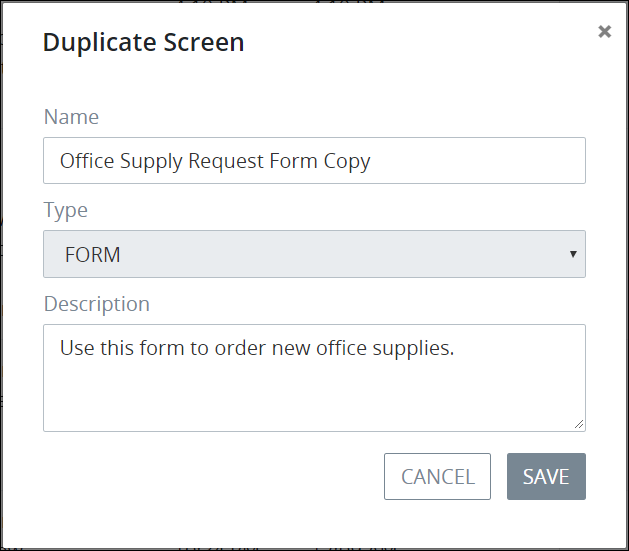 Duplicate Screen
×
Name
Office Supply Request Form Copy
Type
FORM
Description
Use this form to order new office supplies.
CANCEL SAVE